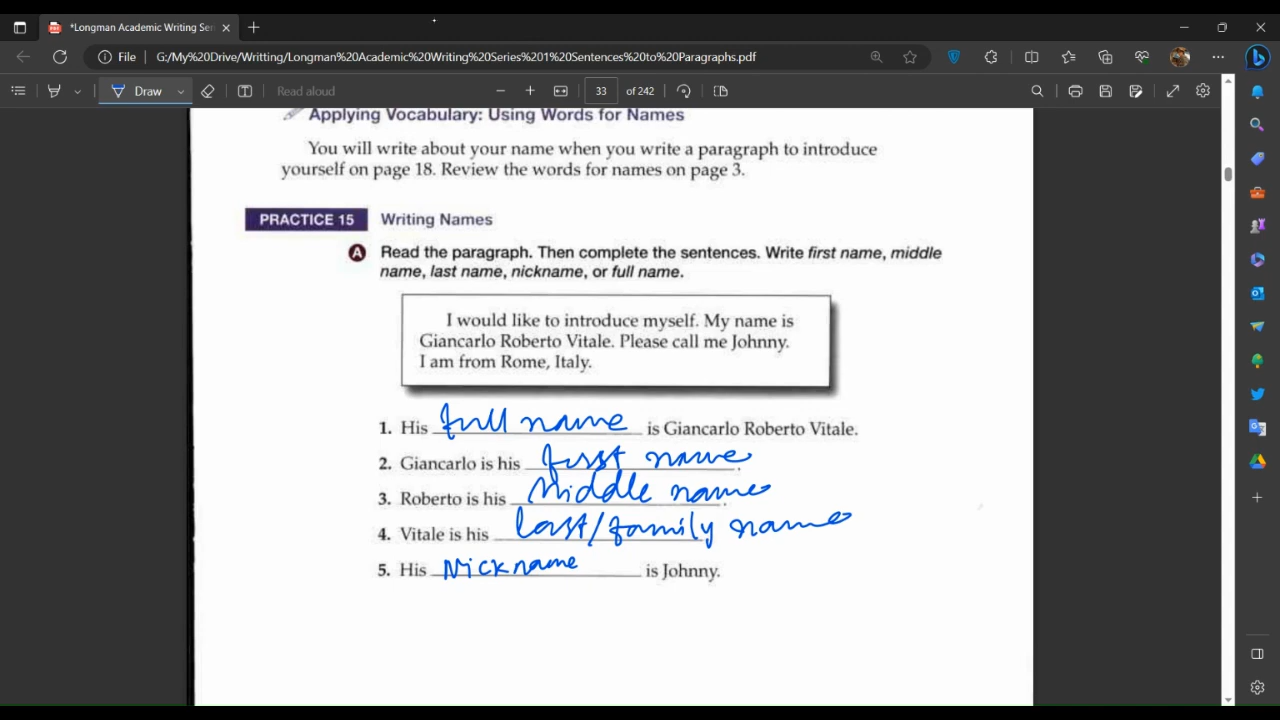 *Longman Academic Writing Ser
File G:/My%20Drive/Writting/Longman%20Academic%20Writing%20Series%201%20Sentences%20to%20Paragraphs.pdf
Draw Read aloud 33 of 242
Applying Vocabulary: Using Words for Names
You will write about your name when you write a paragraph to introduce
yourself on page 18. Review the words for names on page 3.
PRACTICE 15 Writing Names
A Read the paragraph. Then complete the sentences. Write first name, middle
name, last name, nickname, or full name.
I would like to introduce myself. My name is
Giancarlo Roberto Vitale. Please call me Johnny.
I am from Rome, Italy.
1. His full name is Giancarlo Roberto Vitale.
2. Giancarlo is his first name.
3. Roberto is his Middle name.
4. Vitale is his last/family name
5. His Nickname is Johnny.